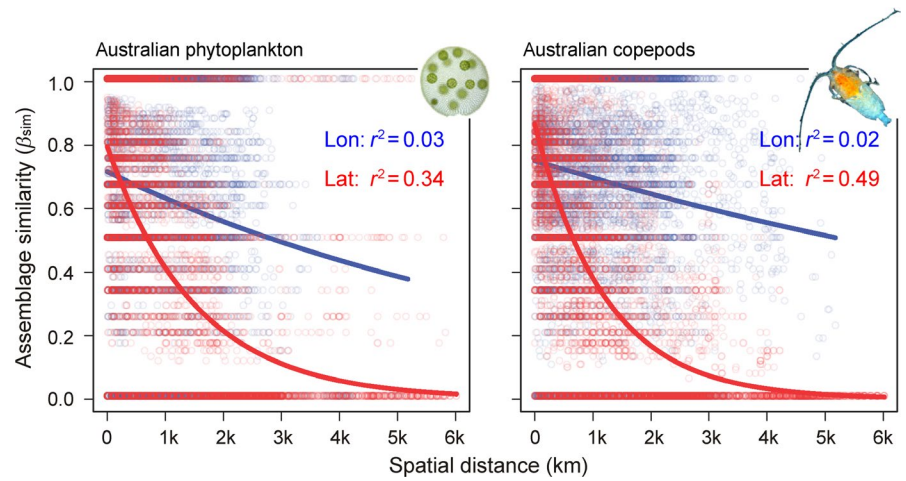 Australian phytoplankton
Australian copepods
Assemblage similarity (βsim)
1.0
0.8
0.6
0.4
0.2
0.0
Lon: r² = 0.03
Lat: r² = 0.34
Lon: r² = 0.02
Lat: r² = 0.49
0 1k 2k 3k 4k 5k 6k
0 1k 2k 3k 4k 5k 6k
Spatial distance (km)